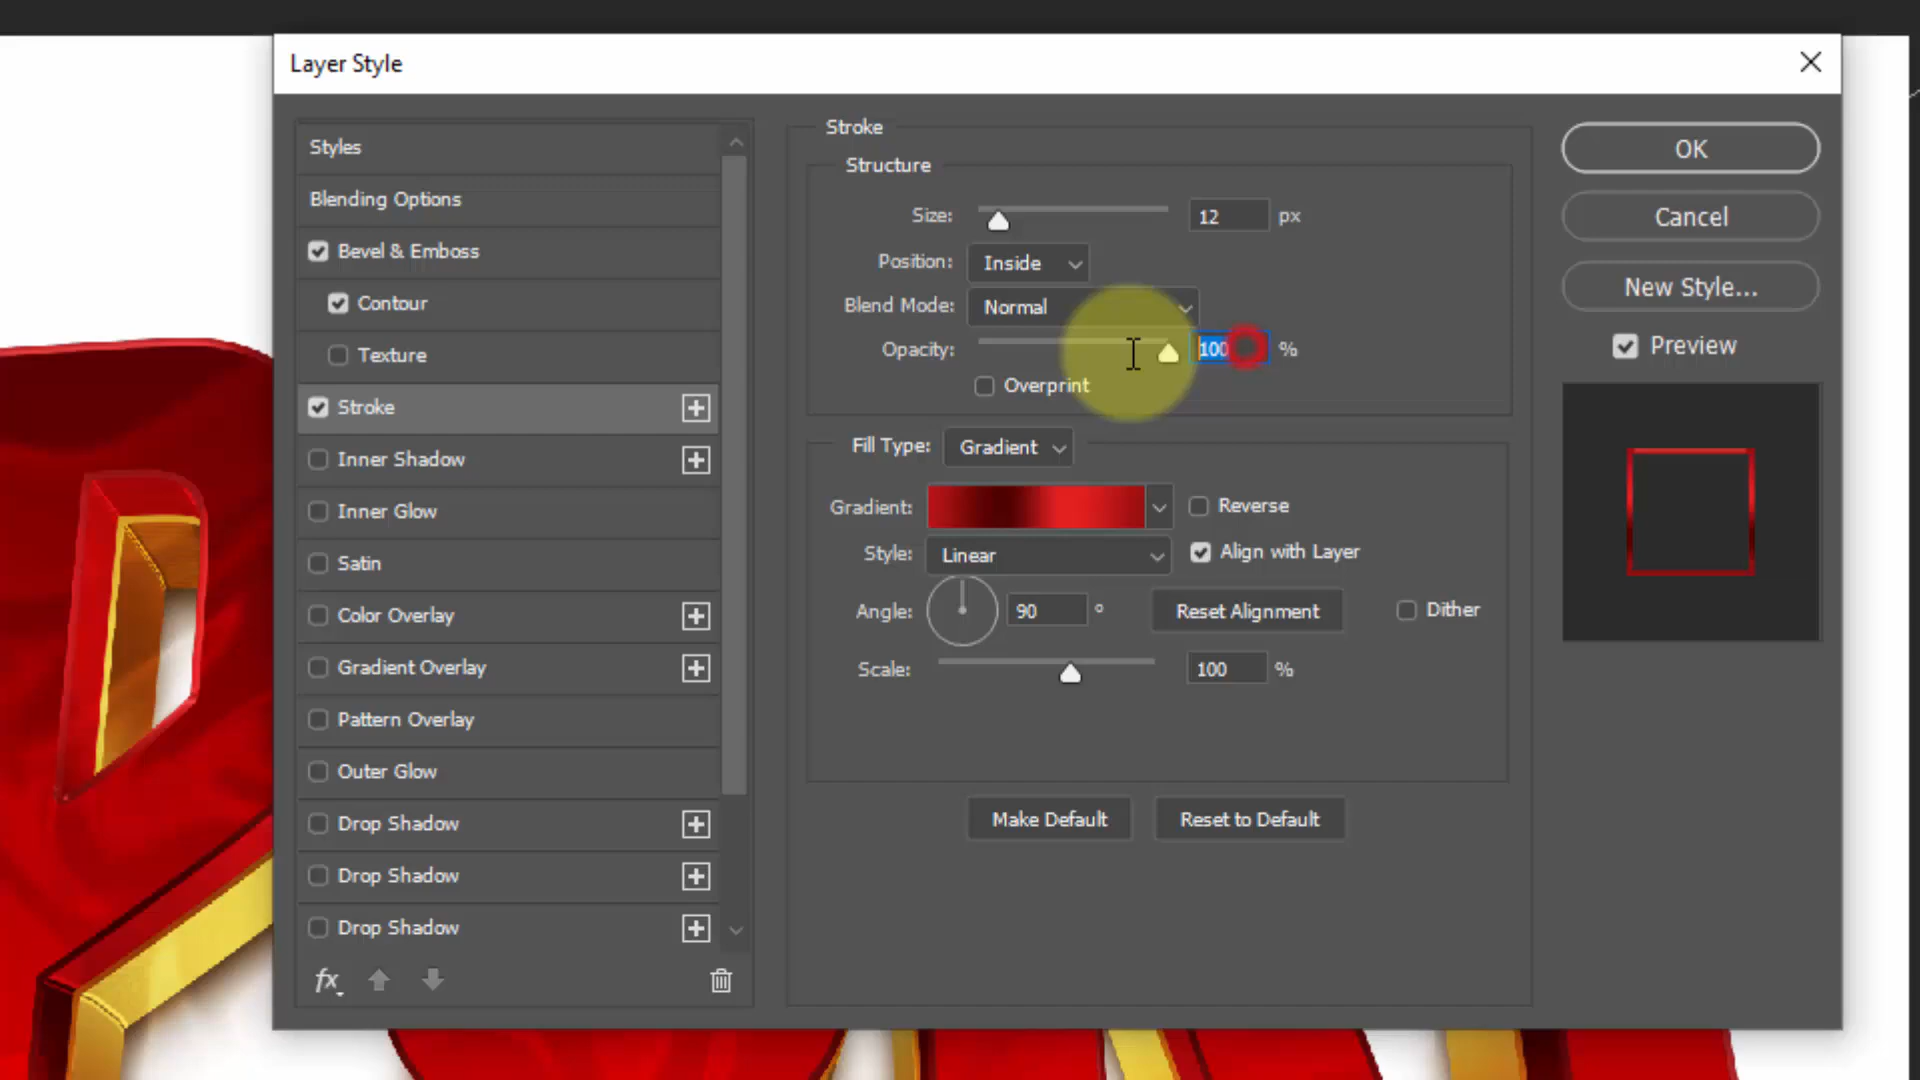 Layer Style
Styles
Blending Options
Bevel & Emboss
Contour
Texture
Stroke
Inner Shadow
Inner Glow
Satin
Color Overlay
Gradient Overlay
Pattern Overlay
Outer Glow
Drop Shadow
Drop Shadow
Drop Shadow
fx
Stroke
Structure
Size: 12 px
Position: Inside
Blend Mode: Normal
Opacity: 100 %
Overprint
Fill Type: Gradient
Gradient: Reverse
Style: Linear Align with Layer
Angle: 90 ° Reset Alignment Dither
Scale: 100 %
Make Default Reset to Default
OK
Cancel
New Style...
Preview